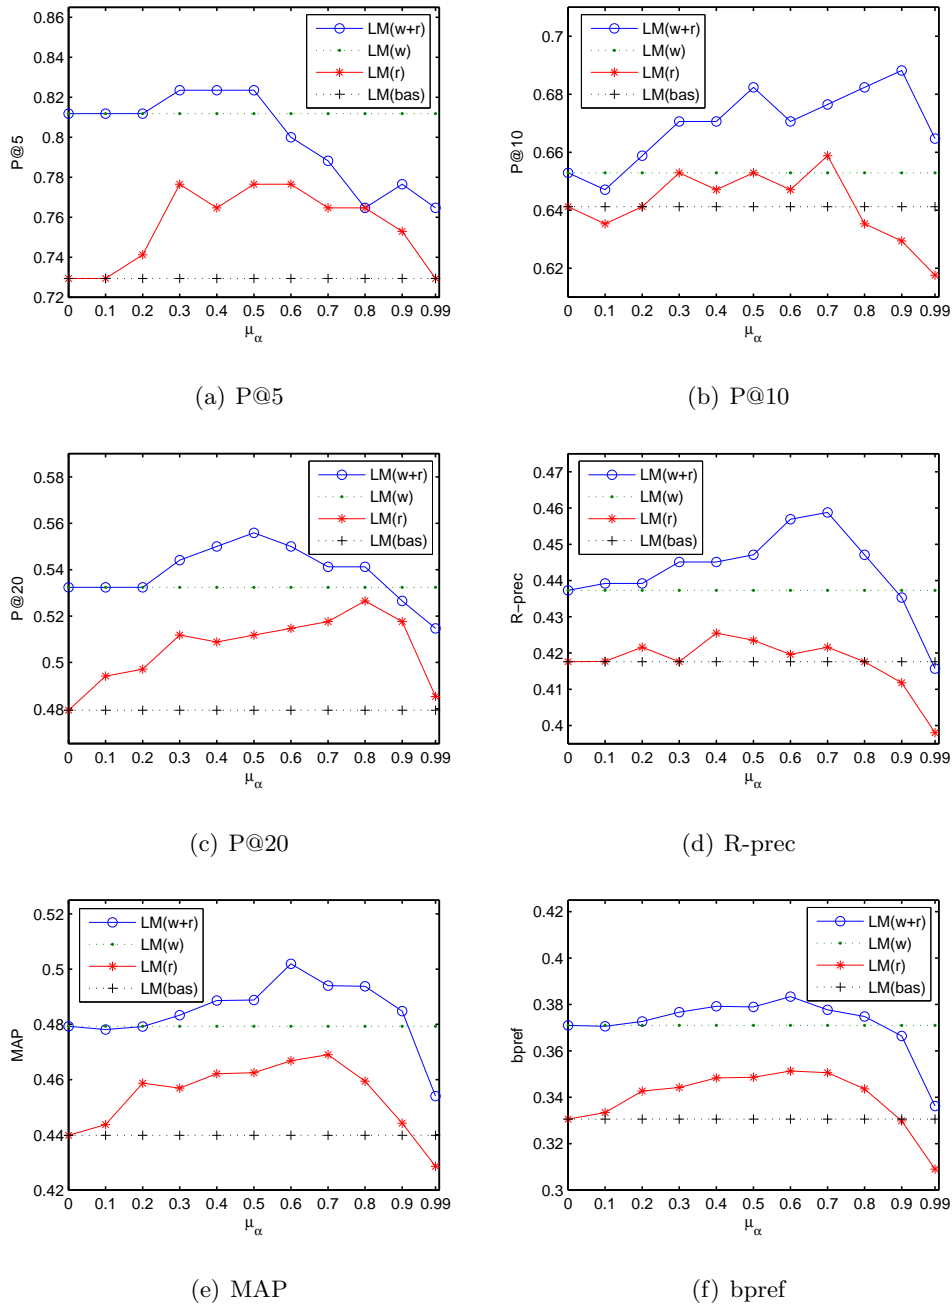 0.86
0.84
0.82
0.8
0.78
0.76
0.74
0.72
P@5
LM(w+r)
LM(w)
LM(r)
LM(bas)
0 0.1 0.2 0.3 0.4 0.5 0.6 0.7 0.8 0.9 0.99
μα
(a) P@5
0.7
0.68
0.66
0.64
0.62
P@10
LM(w+r)
LM(w)
LM(r)
LM(bas)
0 0.1 0.2 0.3 0.4 0.5 0.6 0.7 0.8 0.9 0.99
μα
(b) P@10
0.58
0.56
0.54
0.52
0.5
0.48
P@20
LM(w+r)
LM(w)
LM(r)
LM(bas)
0 0.1 0.2 0.3 0.4 0.5 0.6 0.7 0.8 0.9 0.99
μα
(c) P@20
0.47
0.46
0.45
0.44
0.43
0.42
0.41
0.4
R-prec
LM(w+r)
LM(w)
LM(r)
LM(bas)
0 0.1 0.2 0.3 0.4 0.5 0.6 0.7 0.8 0.9 0.99
μα
(d) R-prec
0.52
0.5
0.48
0.46
0.44
0.42
MAP
LM(w+r)
LM(w)
LM(r)
LM(bas)
0 0.1 0.2 0.3 0.4 0.5 0.6 0.7 0.8 0.9 0.99
μα
(e) MAP
0.42
0.4
0.38
0.36
0.34
0.32
0.3
bpref
LM(w+r)
LM(w)
LM(r)
LM(bas)
0 0.1 0.2 0.3 0.4 0.5 0.6 0.7 0.8 0.9 0.99
μα
(f) bpref